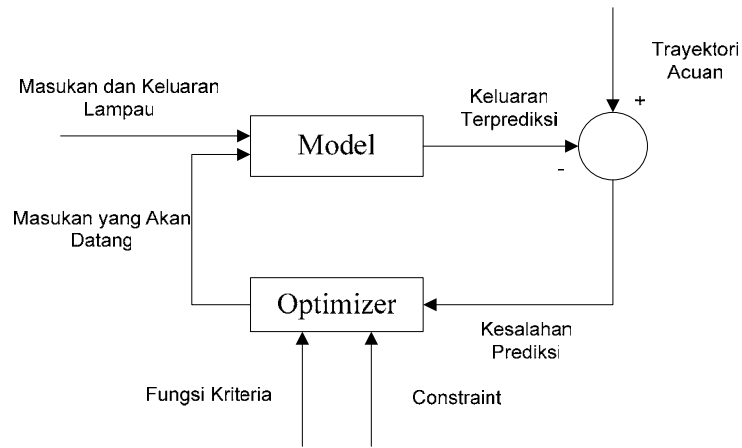 Trayektori
Acuan
+
Masukan dan Keluaran
Lampau
Keluaran
Terprediksi
Model
-
Masukan yang Akan
Datang
Optimizer
Kesalahan
Prediksi
Fungsi Kriteria
Constraint